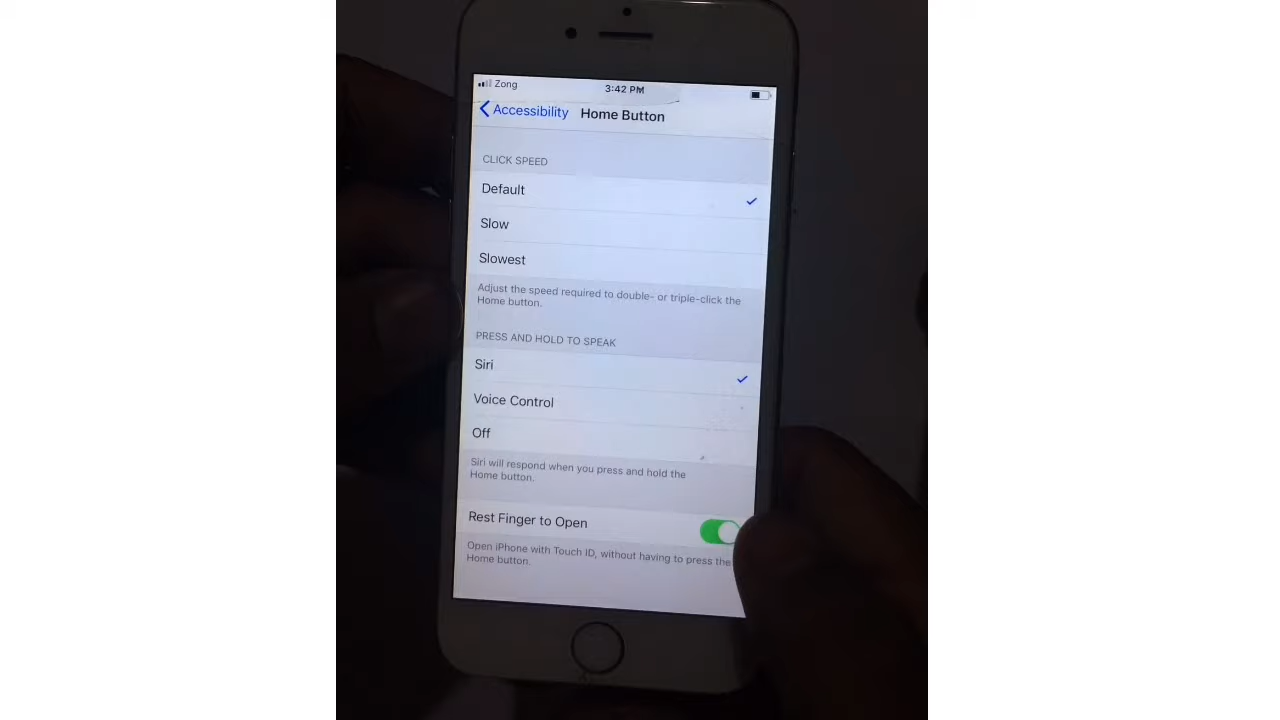 Zong
3:42 PM
Accessibility
Home Button
CLICK SPEED
Default
Slow
Slowest
Adjust the speed required to double- or triple-click the
Home button.
PRESS AND HOLD TO SPEAK
Siri
Voice Control
Off
Siri will respond when you press and hold the
Home button.
Rest Finger to Open
Open iPhone with Touch ID, without having to press the
Home button.